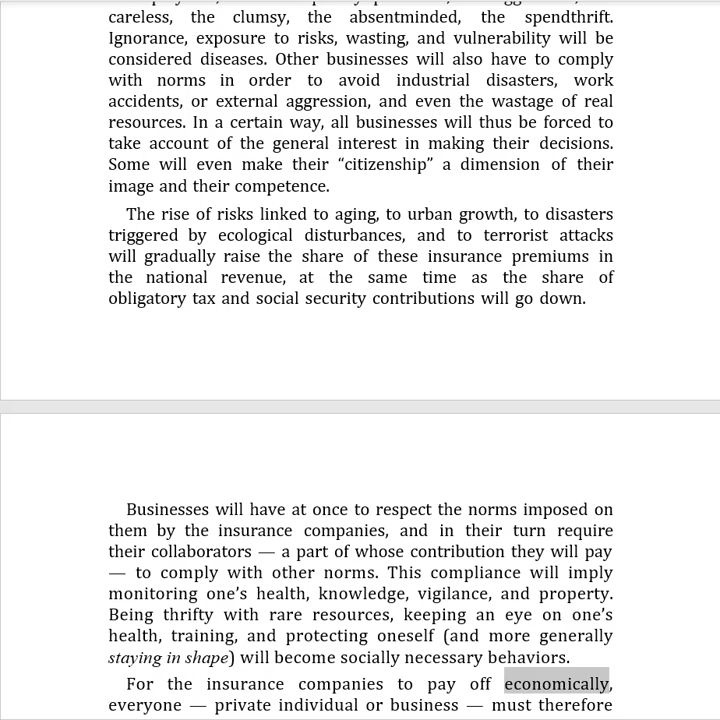 careless, the clumsy, the absentminded, the spendthrift.
Ignorance, exposure to risks, wasting, and vulnerability will be
considered diseases. Other businesses will also have to comply
with norms in order to avoid industrial disasters, work
accidents, or external aggression, and even the wastage of real
resources. In a certain way, all businesses will thus be forced to
take account of the general interest in making their decisions.
Some will even make their “citizenship” a dimension of their
image and their competence.
The rise of risks linked to aging, to urban growth, to disasters
triggered by ecological disturbances, and to terrorist attacks
will gradually raise the share of these insurance premiums in
the national revenue, at the same time as the share of
obligatory tax and social security contributions will go down.
Businesses will have at once to respect the norms imposed on
them by the insurance companies, and in their turn require
their collaborators — a part of whose contribution they will pay
— to comply with other norms. This compliance will imply
monitoring one’s health, knowledge, vigilance, and property.
Being thrifty with rare resources, keeping an eye on one’s
health, training, and protecting oneself (and more generally
staying in shape) will become socially necessary behaviors.
For the insurance companies to pay off economically,
everyone — private individual or business — must therefore